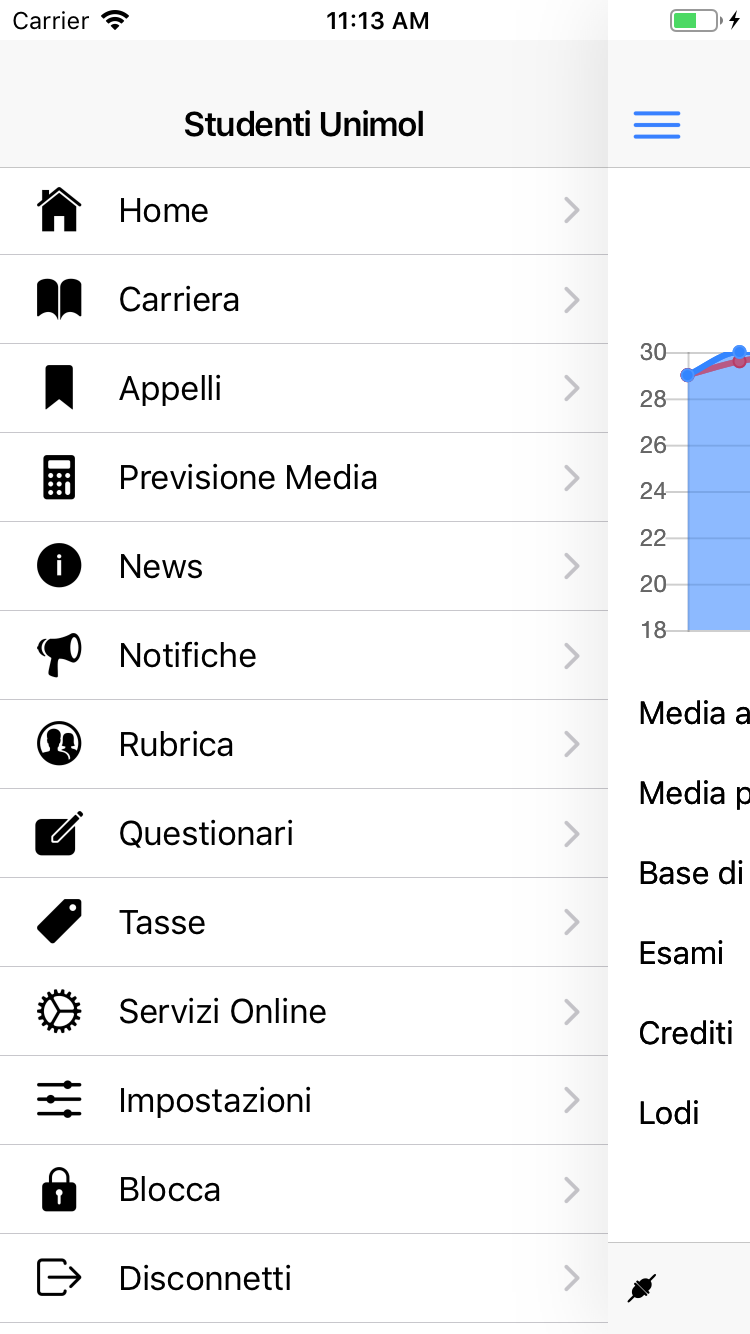 Carrier 11:13 AM
Studenti Unimol
Home
Carriera
Appelli
Previsione Media
News
Notifiche
Rubrica
Questionari
Tasse
Servizi Online
Impostazioni
Blocca
Disconnetti
30
28
26
24
22
20
18
Media a
Media p
Base di
Esami
Crediti
Lodi